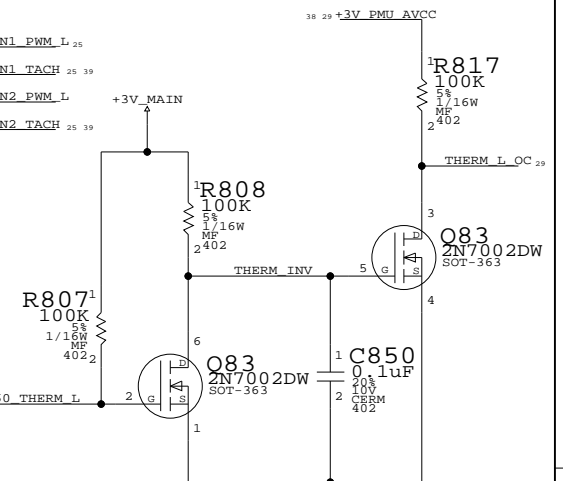 38 29 +3V_PMU_AVCC
N1_PWM_L 25
N1_TACH 25 39
N2_PWM_L
N2_TACH 25 39
+3V_MAIN
1
R817
100K
5%
1/16W
MF
402
2
THERM_L_OC 29
1
R808
100K
5%
1/16W
MF
402
2
3
D
Q83
2N7002DW
SOT-363
5
G
S
4
THERM_INV
R807
1
100K
5%
1/16W
MF
402
2
6
D
Q83
2N7002DW
SOT-363
0_THERM_L
2
G
S
1
1
C850
0.1uF
20%
10V
CERM
402
2